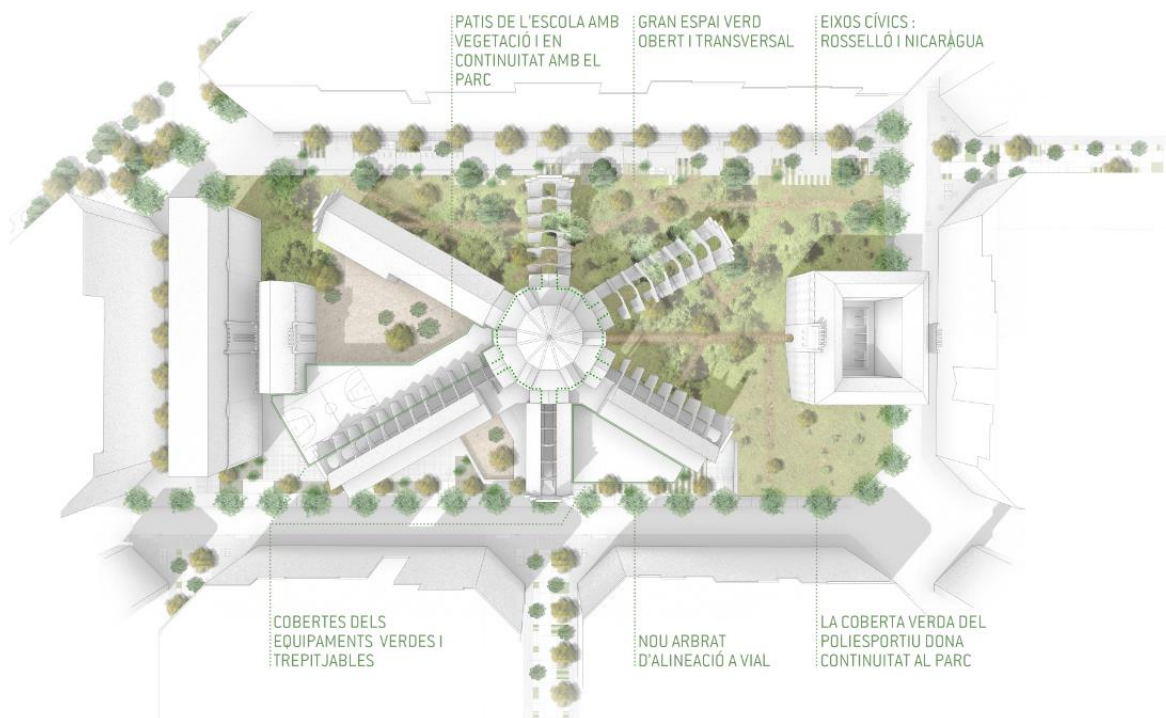 PATIS DE L'ESCOLA AMB
VEGETACIÓ I EN
CONTINUITAT AMB EL
PARC
GRAN ESPAI VERD
OBERT I TRANSVERSAL
EIXOS CÍVICS :
ROSSELLÓ I NICARAGUA
COBERTES DELS
EQUIPAMENTS VERDES I
TREPITJABLES
NOU ARBRAT
D'ALINEACIÓ A VIAL
LA COBERTA VERDA DEL
POLIESPORTIU DONA
CONTINUITAT AL PARC